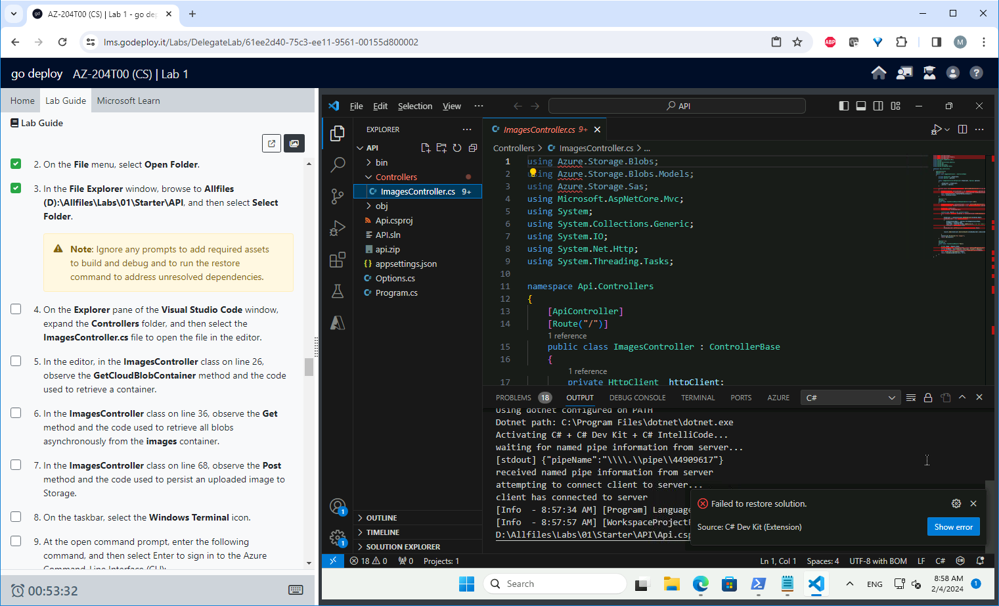 AZ-204T00 (CS) | Lab 1 - go dep
lms.godeploy.it/Labs/DelegateLab/61ee2d40-75c3-ee11-9561-00155d800002
ABP
M
go deploy AZ-204T00 (CS) | Lab 1
Home Lab Guide Microsoft Learn
Lab Guide
2. On the File menu, select Open Folder.
3. In the File Explorer window, browse to Allfiles
(D):\Allfiles\Labs\01\Starter\API, and then select Select
Folder.
Note: Ignore any prompts to add required assets
to build and debug and to run the restore
command to address unresolved dependencies.
4. On the Explorer pane of the Visual Studio Code window,
expand the Controllers folder, and then select the
ImagesController.cs file to open the file in the editor.
5. In the editor, in the ImagesController class on line 26,
observe the GetCloudBlobContainer method and the code
used to retrieve a container.
6. In the ImagesController class on line 36, observe the Get
method and the code used to retrieve all blobs
asynchronously from the images container.
7. In the ImagesController class on line 68, observe the Post
method and the code used to persist an uploaded image to
Storage.
8. On the taskbar, select the Windows Terminal icon.
9. At the open command prompt, enter the following
command, and then select Enter to sign in to the Azure
Command-Line Interface (CLI):
00:53:32
File Edit Selection View ···
API
EXPLORER
API
bin
Controllers
ImagesController.cs 9+
obj
Api.csproj
API.sln
api.zip
appsettings.json
Options.cs
Program.cs
OUTLINE
TIMELINE
SOLUTION EXPLORER
1
1
ImagesController.cs 9+
Controllers > ImagesController.cs > ...
1 using Azure.Storage.Blobs;
2 using Azure.Storage.Blobs.Models;
3 using Azure.Storage.Sas;
4 using Microsoft.AspNetCore.Mvc;
5 using System;
6 using System.Collections.Generic;
7 using System.IO;
8 using System.Net.Http;
9 using System.Threading.Tasks;
10
11 namespace Api.Controllers
12 {
13 [ApiController]
14 [Route("/")]
1 reference
15 public class ImagesController : ControllerBase
16 {
1 reference
17 private HttpClient _httpClient;
PROBLEMS 18 OUTPUT DEBUG CONSOLE TERMINAL PORTS AZURE C#
Using dotnet configured on PATH
Dotnet path: C:\Program Files\dotnet\dotnet.exe
Activating C# + C# Dev Kit + C# IntelliCode...
waiting for named pipe information from server...
[stdout] {"pipeName":"\\\\.\\pipe\\44909617"}
received named pipe information from server
attempting to connect client to server...
client has connected to server
[Info  - 8:57:34 AM] [Program] Language
[Info  - 8:57:57 AM] [WorkspaceProjectF
D:\Allfiles\Labs\01\Starter\API\Api.csp
Failed to restore solution.
Source: C# Dev Kit (Extension)
Show error
18 0 0 Projects: 1 Ln 1, Col 1 Spaces: 4 UTF-8 with BOM LF C#
Search
ENG
8:58 AM
2/4/2024
1